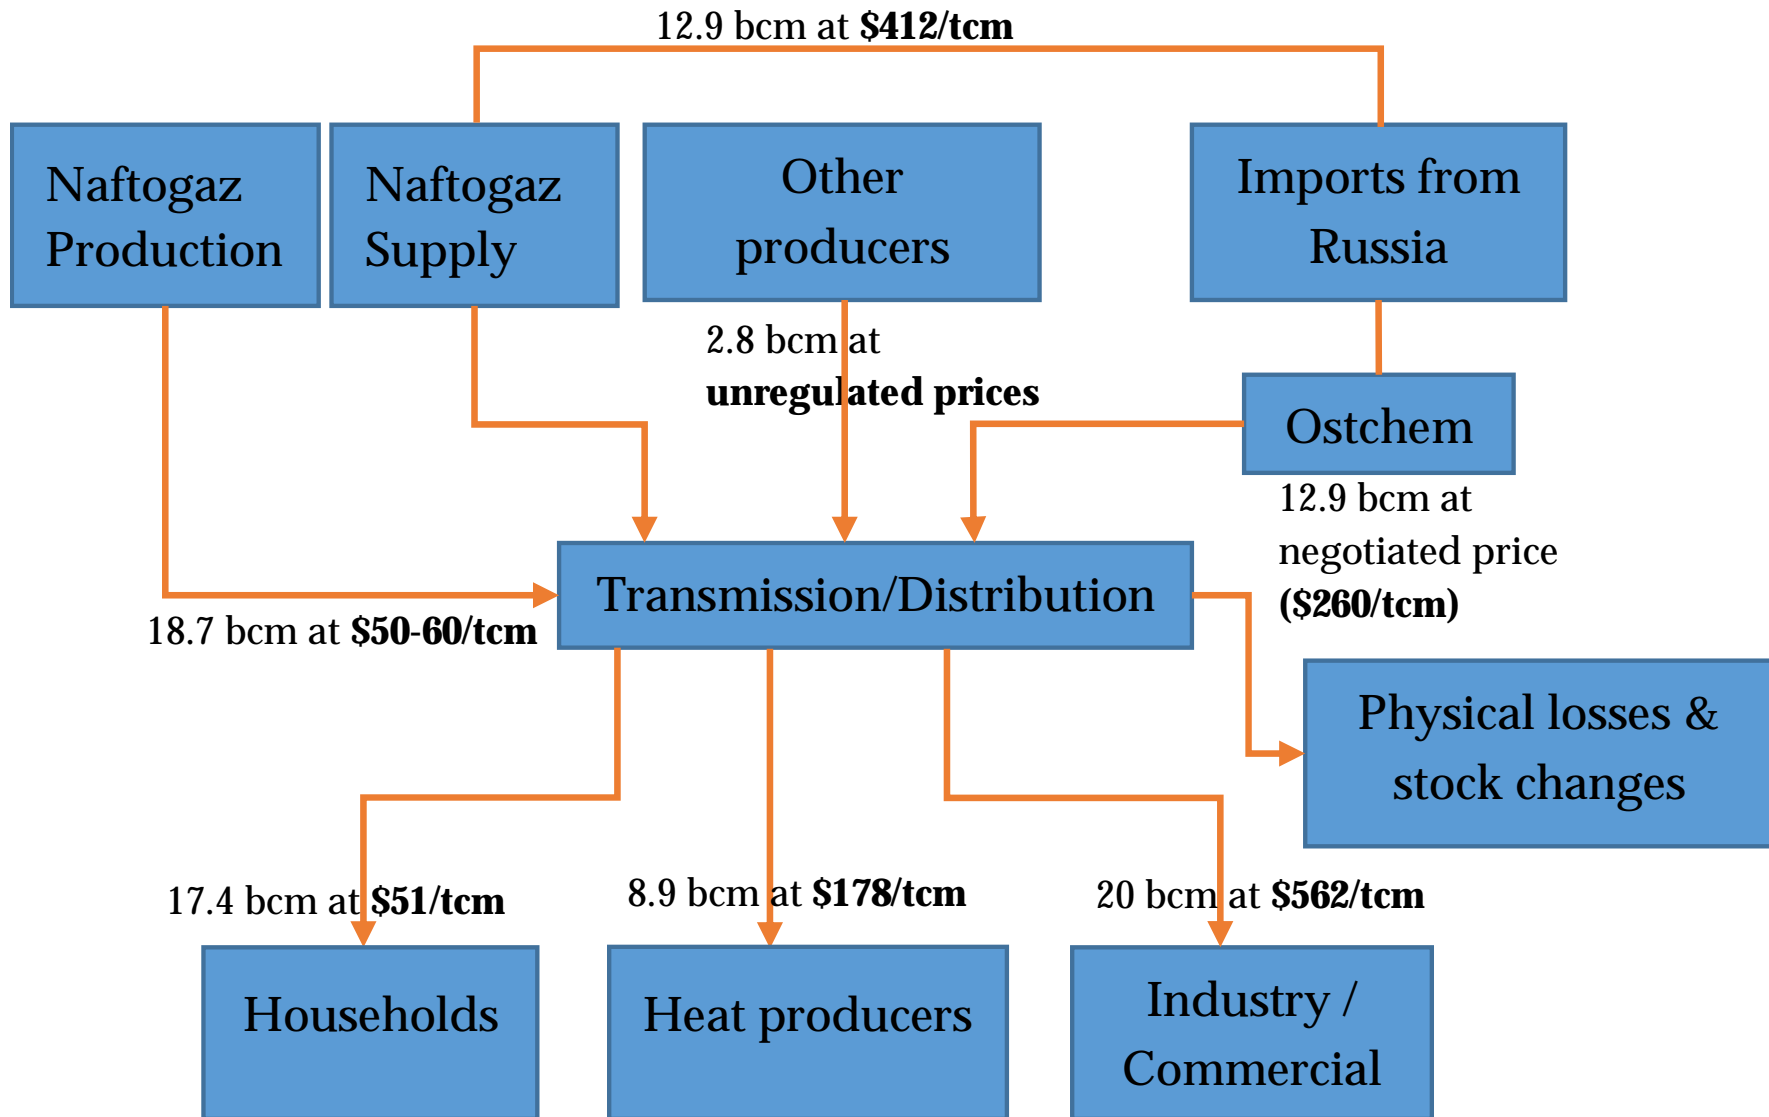 12.9 bcm at $412/tcm
Naftogaz
Production
Naftogaz
Supply
Other
producers
Imports from
Russia
2.8 bcm at
unregulated prices
Ostchem
12.9 bcm at
negotiated price
($260/tcm)
Transmission/Distribution
18.7 bcm at $50-60/tcm
Physical losses &
stock changes
17.4 bcm at $51/tcm
8.9 bcm at $178/tcm
20 bcm at $562/tcm
Households
Heat producers
Industry /
Commercial